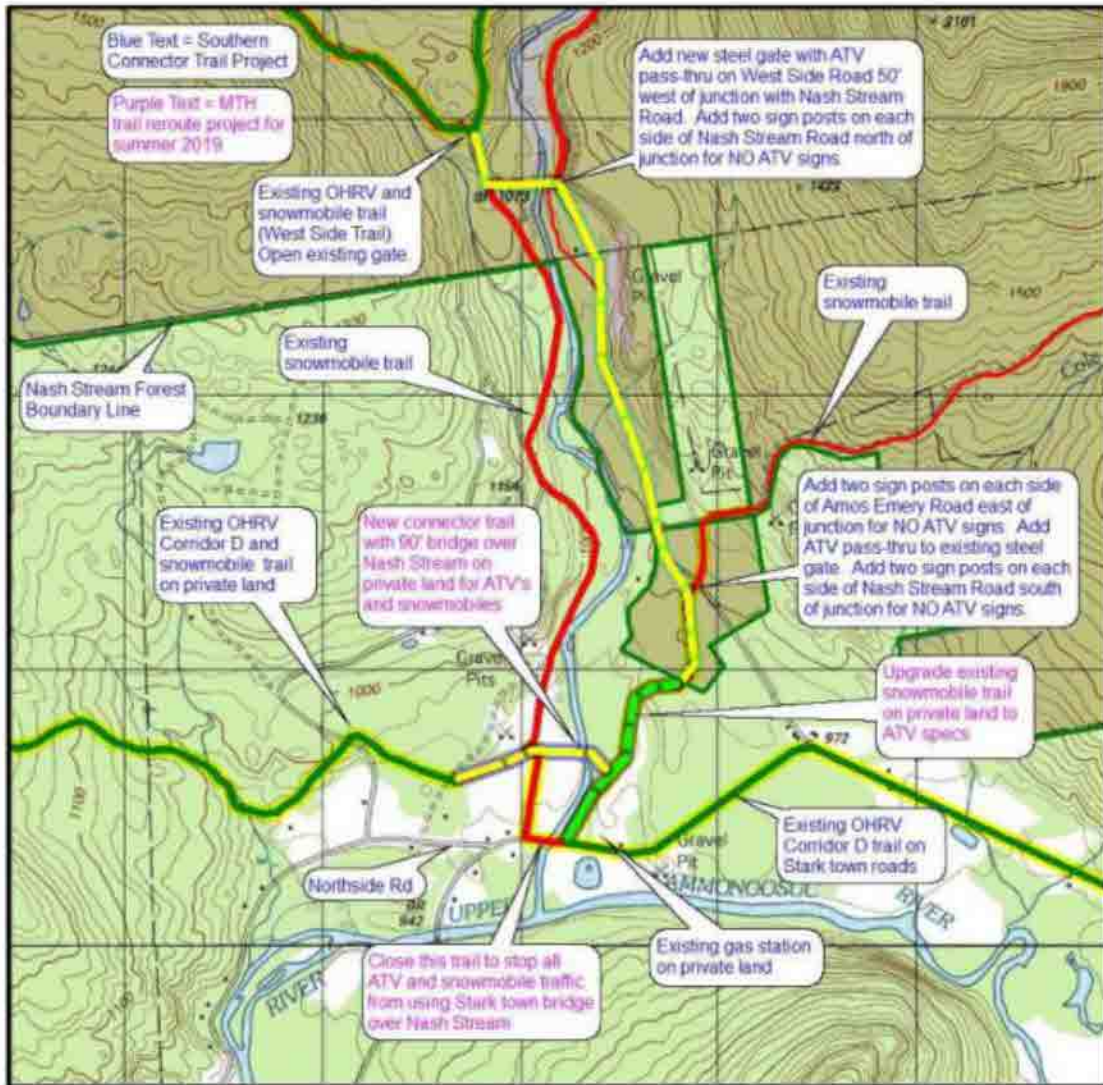 Blue Text = Southern
Connector Trail Project
Purple Text = MTH
trail reroute project for
summer 2019
Add new steel gate with ATV
pass-thru on West Side Road 50'
west of junction with Nash Stream
Road. Add two sign posts on each
side of Nash Stream Road north of
junction for NO ATV signs.
Existing OHRV and
snowmobile trail
(West Side Trail)
Open existing gate.
1500
1200
2161
1900
1073
1422
Gravel
Pit
1500
Existing
snowmobile trail
Existing
snowmobile trail
Nash Stream Forest
Boundary Line
1236
Gravel
Pit
1154
Existing OHRV
Corridor D and
snowmobile trail
on private land
New connector trail
with 90' bridge over
Nash Stream on
private land for ATV's
and snowmobiles
Add two sign posts on each side
of Amos Emery Road east of
junction for NO ATV signs. Add
ATV pass-thru to existing steel
gate. Add two sign posts on each
side of Nash Stream Road south
of junction for NO ATV signs.
Gravel
Pits
1000
Upgrade existing
snowmobile trail
on private land to
ATV specs
972
1100
Existing OHRV
Corridor D trail on
Stark town roads
Gravel
Pit
Northside Rd
BR
942
UPPER
AMMONOOSUC
RIVER
Existing gas station
on private land
Close this trail to stop all
ATV and snowmobile traffic
from using Stark town bridge
over Nash Stream
RIVER